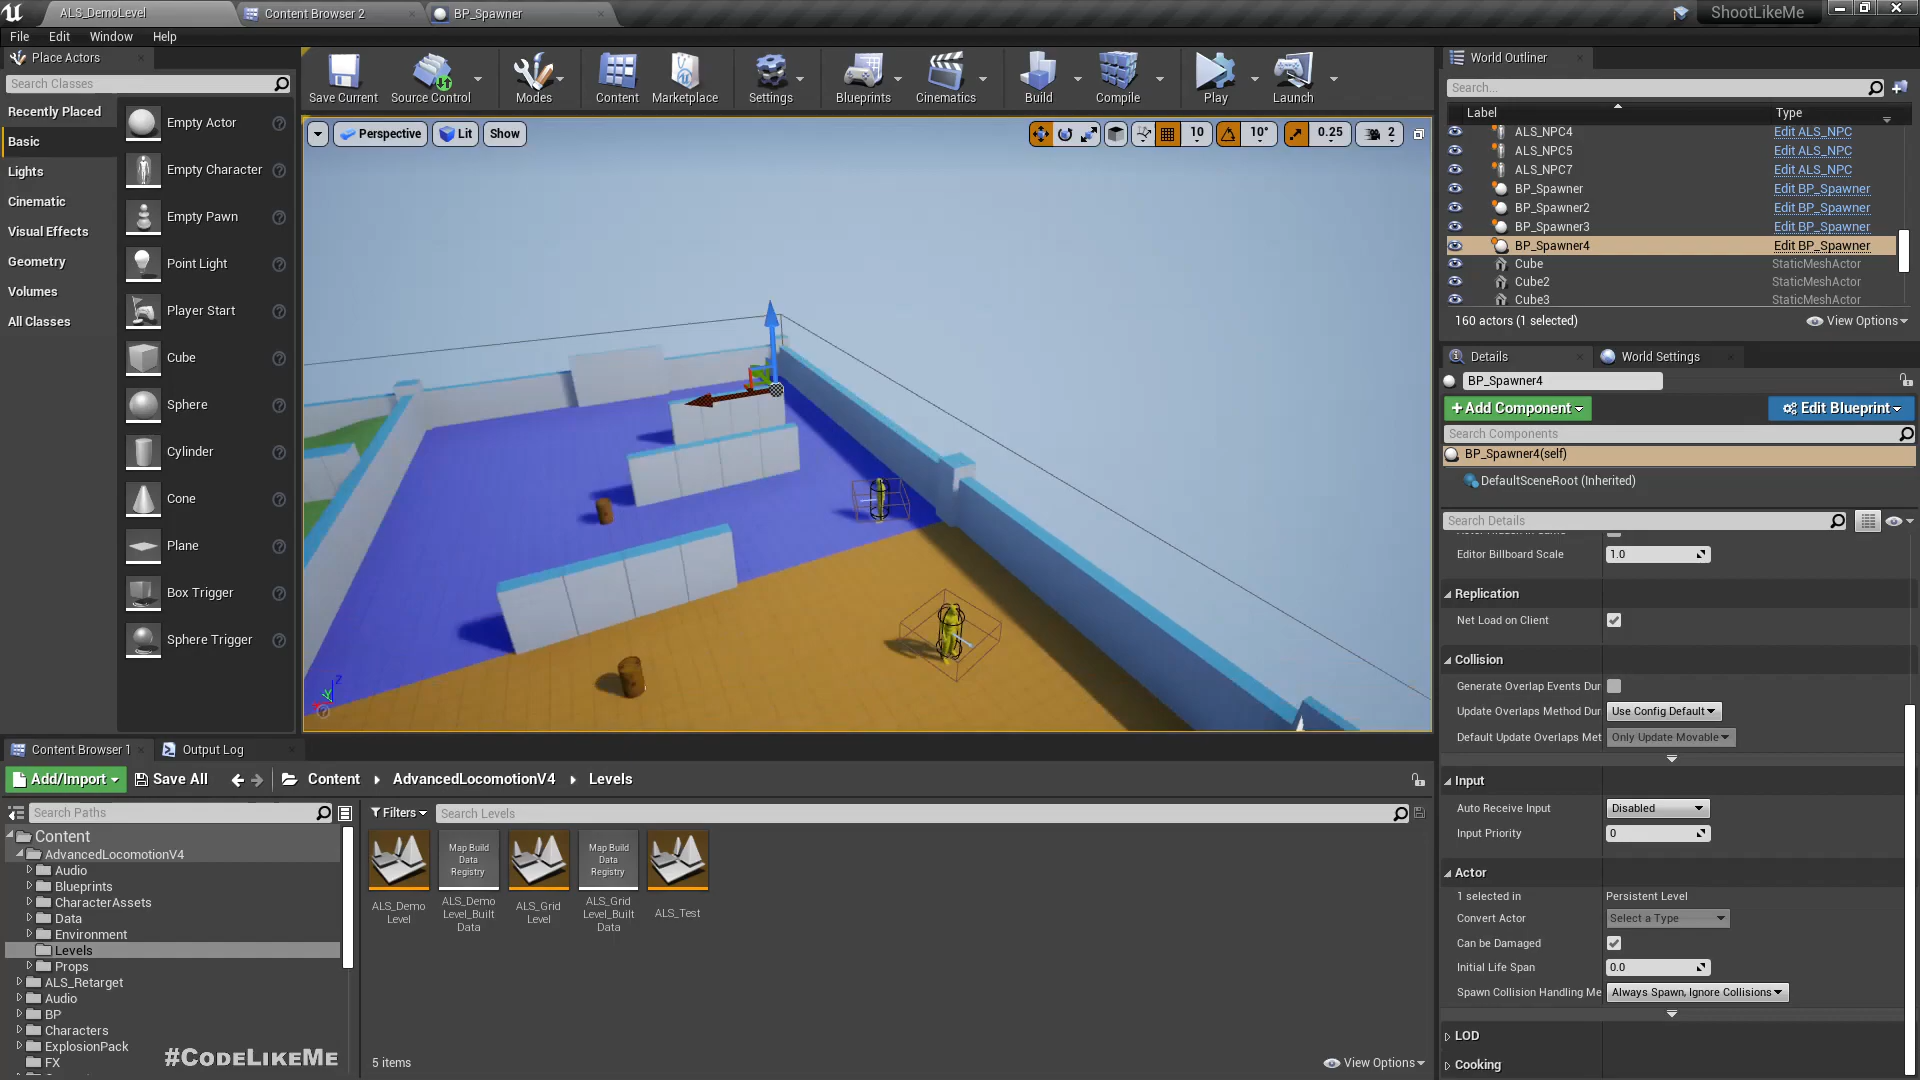 ALS_DemoLevel
Content Browser 2
BP_Spawner
ShootLikeMe
File
Edit
Window
Help
Place Actors
Search Classes
Recently Placed
Basic
Lights
Cinematic
Visual Effects
Geometry
Volumes
All Classes
Empty Actor
Empty Character
Empty Pawn
Point Light
Player Start
Cube
Sphere
Cylinder
Cone
Plane
Box Trigger
Sphere Trigger
Save Current
Source Control
Modes
Content
Marketplace
Settings
Blueprints
Cinematics
Build
Compile
Play
Launch
Perspective
Lit
Show
10
10°
0.25
2
World Outliner
Search...
Label
Type
ALS_NPC4
Edit ALS_NPC
ALS_NPC5
Edit ALS_NPC
ALS_NPC7
Edit ALS_NPC
BP_Spawner
Edit BP_Spawner
BP_Spawner2
Edit BP_Spawner
BP_Spawner3
Edit BP_Spawner
BP_Spawner4
Edit BP_Spawner
Cube
StaticMeshActor
Cube2
StaticMeshActor
Cube3
StaticMeshActor
160 actors (1 selected)
View Options
Details
World Settings
BP_Spawner4
+Add Component
Edit Blueprint
Search Components
BP_Spawner4(self)
DefaultSceneRoot (Inherited)
Search Details
Editor Billboard Scale
1.0
Replication
Net Load on Client
Collision
Generate Overlap Events Dur
Update Overlaps Method Dur
Use Config Default
Default Update Overlaps Met
Only Update Movable
Input
Auto Receive Input
Disabled
Input Priority
0
Actor
1 selected in
Persistent Level
Convert Actor
Select a Type
Can be Damaged
Initial Life Span
0.0
Spawn Collision Handling Me
Always Spawn, Ignore Collisions
LOD
Cooking
Content Browser 1
Output Log
Add/Import
Save All
Content
AdvancedLocomotionV4
Levels
Search Paths
Filters
Search Levels
Content
AdvancedLocomotionV4
Audio
Blueprints
CharacterAssets
Data
Environment
Levels
Props
ALS_Retarget
Audio
BP
Characters
ExplosionPack
FX
Map Build
Data
Registry
Map Build
Data
Registry
ALS_Demo
Level
ALS_Demo
Level_Built
Data
ALS_Grid
Level
ALS_Grid
Level_Built
Data
ALS_Test
5 items
View Options
#CodeLikeMe
Z
Y